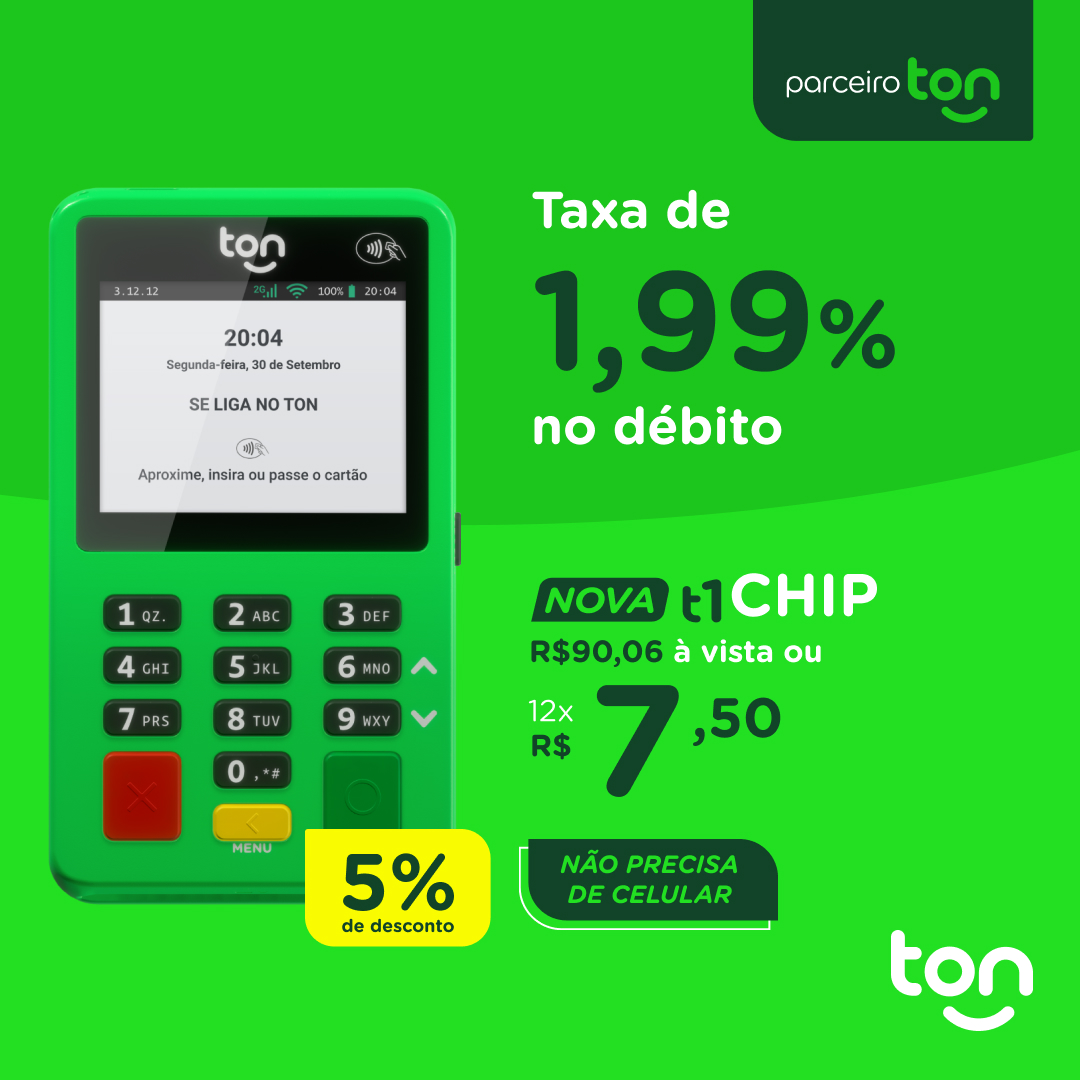 parceiro ton
ton
3.12.12 2G 100% 20:04
20:04
Segunda-feira, 30 de Setembro
SE LIGA NO TON
Aproxime, insira ou passe o cartão
1 QZ. 2 ABC 3 DEF
4 GHI 5 JKL 6 MNO
7 PRS 8 TUV 9 WXY
0 ,*#
MENU
Taxa de
1,99%
no débito
NOVA t1CHIP
R$90,06 à vista ou
12x
R$ 7,50
5%
de desconto
NÃO PRECISA
DE CELULAR
ton